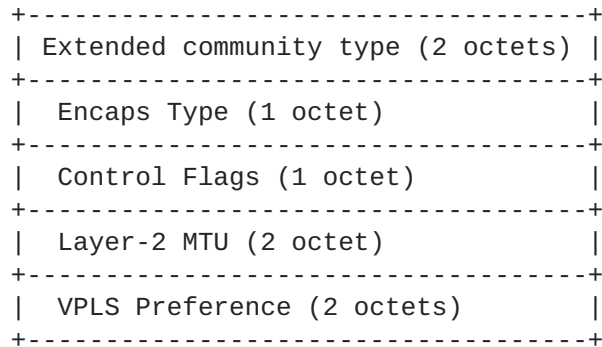 +------------------------------------+
| Extended community type (2 octets) |
+------------------------------------+
|  Encaps Type (1 octet)             |
+------------------------------------+
|  Control Flags (1 octet)           |
+------------------------------------+
|  Layer-2 MTU (2 octet)             |
+------------------------------------+
|  VPLS Preference (2 octets)        |
+------------------------------------+